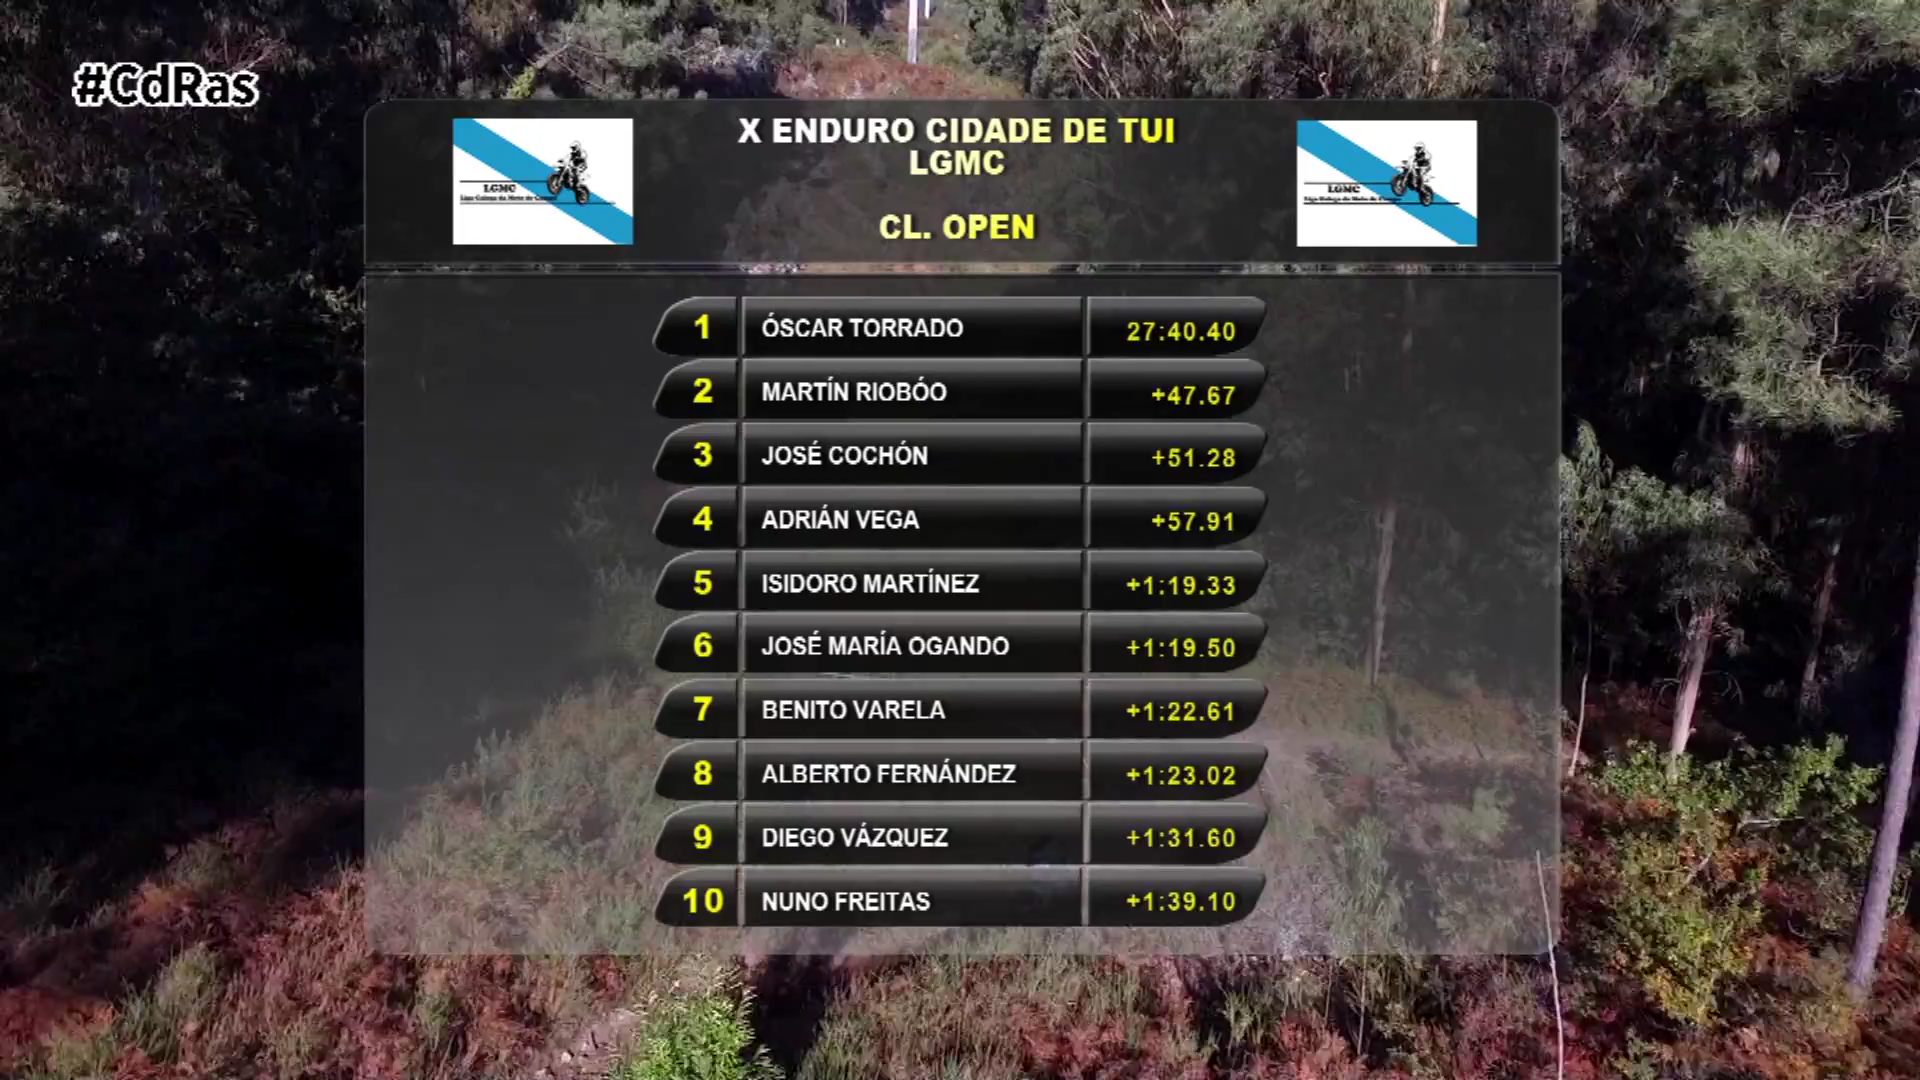 #CdRas
X ENDURO CIDADE DE TUI
LGMC
CL. OPEN
LGMC
LGMC
1 ÓSCAR TORRADO 27:40.40
2 MARTÍN RIOBÓO +47.67
3 JOSÉ COCHÓN +51.28
4 ADRIÁN VEGA +57.91
5 ISIDORO MARTÍNEZ +1:19.33
6 JOSÉ MARÍA OGANDO +1:19.50
7 BENITO VARELA +1:22.61
8 ALBERTO FERNÁNDEZ +1:23.02
9 DIEGO VÁZQUEZ +1:31.60
10 NUNO FREITAS +1:39.10